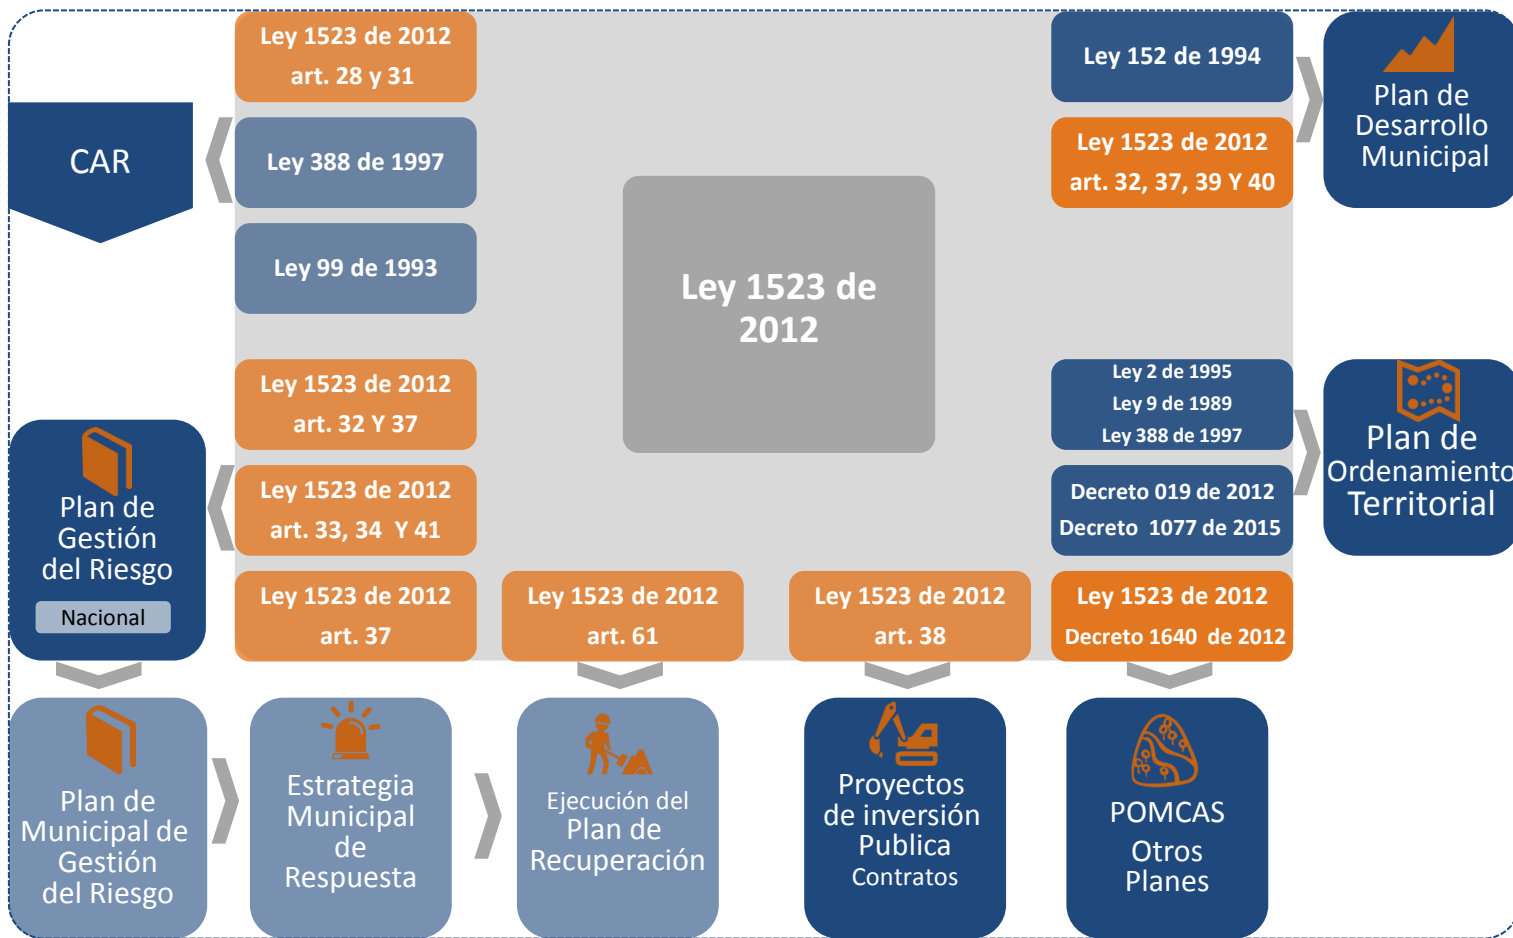 Ley 1523 de 2012
art. 28 y 31
CAR
Ley 388 de 1997
Ley 99 de 1993
Ley 152 de 1994
Ley 1523 de 2012
art. 32, 37, 39 Y 40
Plan de
Desarrollo
Municipal
Ley 1523 de
2012
Ley 1523 de 2012
art. 32 Y 37
Ley 1523 de 2012
art. 33, 34 Y 41
Plan de
Gestión
del Riesgo
Nacional
Ley 2 de 1995
Ley 9 de 1989
Ley 388 de 1997
Decreto 019 de 2012
Decreto 1077 de 2015
Plan de
Ordenamiento
Territorial
Ley 1523 de 2012
art. 37
Ley 1523 de 2012
art. 61
Ley 1523 de 2012
art. 38
Ley 1523 de 2012
Decreto 1640 de 2012
Plan de
Municipal de
Gestión
del Riesgo
Estrategia
Municipal
de
Respuesta
Ejecución del
Plan de
Recuperación
Proyectos
de inversión
Publica
Contratos
POMCAS
Otros
Planes